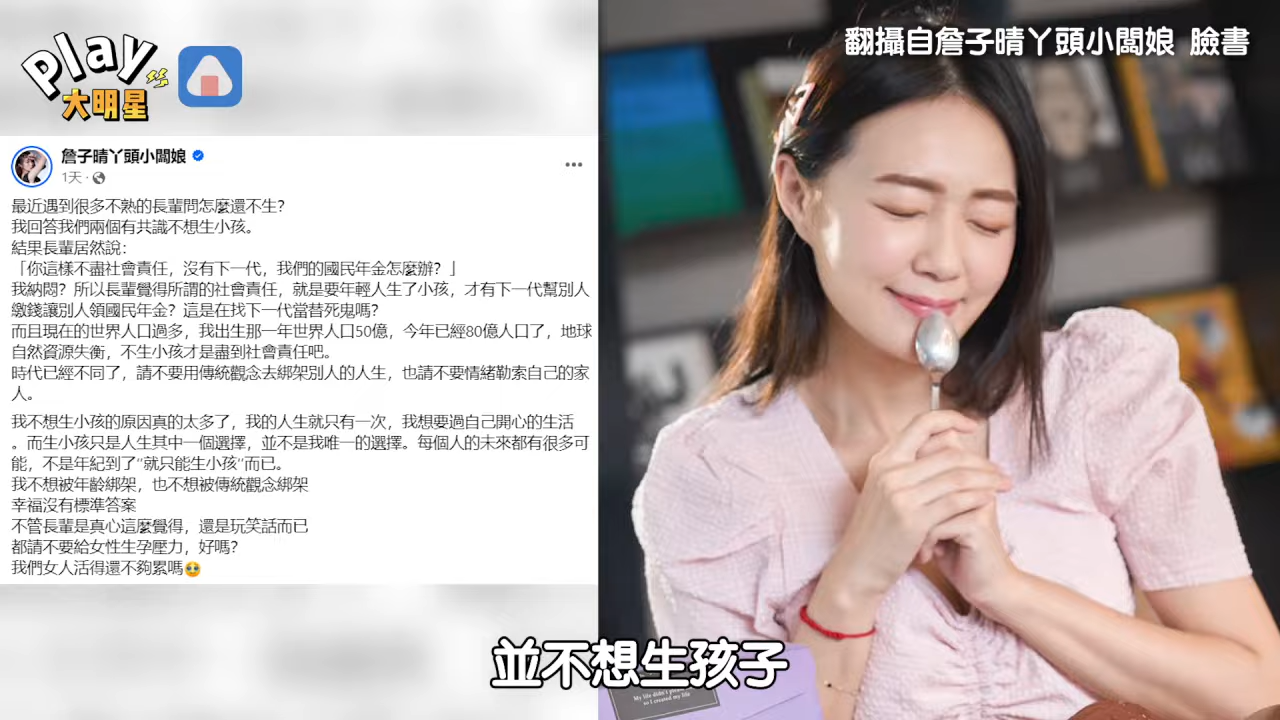 Play
大明星
翻攝自詹子晴丫頭小闆娘 臉書
詹子晴丫頭小闆娘
1天
最近遇到很多不熟的長輩問怎麼還不生?
我回答我們兩個有共識不想生小孩。
結果長輩居然說:
「你這樣不盡社會責任，沒有下一代，我們的國民年金怎麼辦?」
我納悶? 所以長輩覺得所謂的社會責任，就是要年輕人生了小孩，才有下一代幫別人
繳錢讓別人領國民年金? 這是在找下一代當替死鬼嗎?
而且現在的世界人口過多，我出生那一年世界人口50億，今年已經80億人口了，地球
自然資源失衡，不生小孩才是盡到社會責任吧。
時代已經不同了，請不要用傳統觀念去綁架別人的人生，也請不要情緒勒索自己的家
人。
我不想生小孩的原因真的太多了，我的人生就只有一次，我想要過自己開心的生活
。而生小孩只是人生其中一個選擇，並不是我唯一的選擇。每個人的未來都有很多可
能，不是年紀到了"就只能生小孩"而已。
我不想被年齡綁架，也不想被傳統觀念綁架
幸福沒有標準答案
不管長輩是真心這麼覺得，還是玩笑話而已
都請不要給女性生孕壓力，好嗎?
我們女人活得還不夠累嗎🥹
並不想生孩子
My life didn't please me
so I created my life